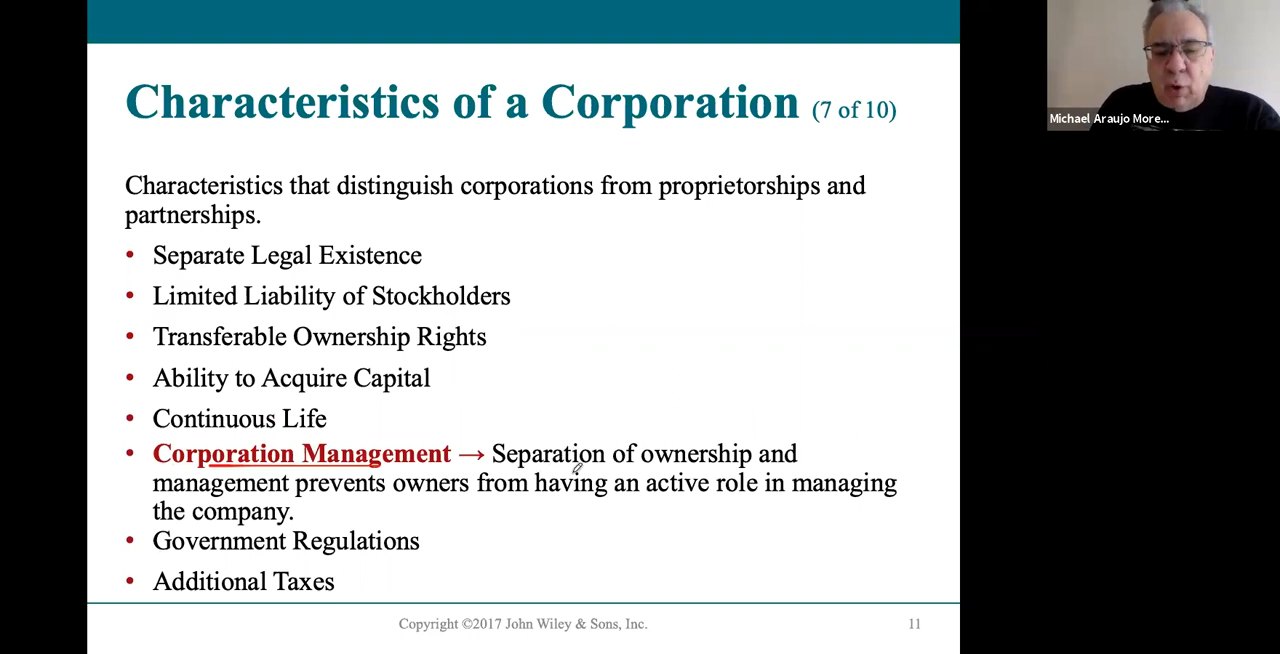 Characteristics of a Corporation (7 of 10)
Michael Araujo More...
Characteristics that distinguish corporations from proprietorships and
partnerships.
• Separate Legal Existence
• Limited Liability of Stockholders
• Transferable Ownership Rights
• Ability to Acquire Capital
• Continuous Life
• Corporation Management → Separation of ownership and
management prevents owners from having an active role in managing
the company.
• Government Regulations
• Additional Taxes
Copyright ©2017 John Wiley & Sons, Inc.
11